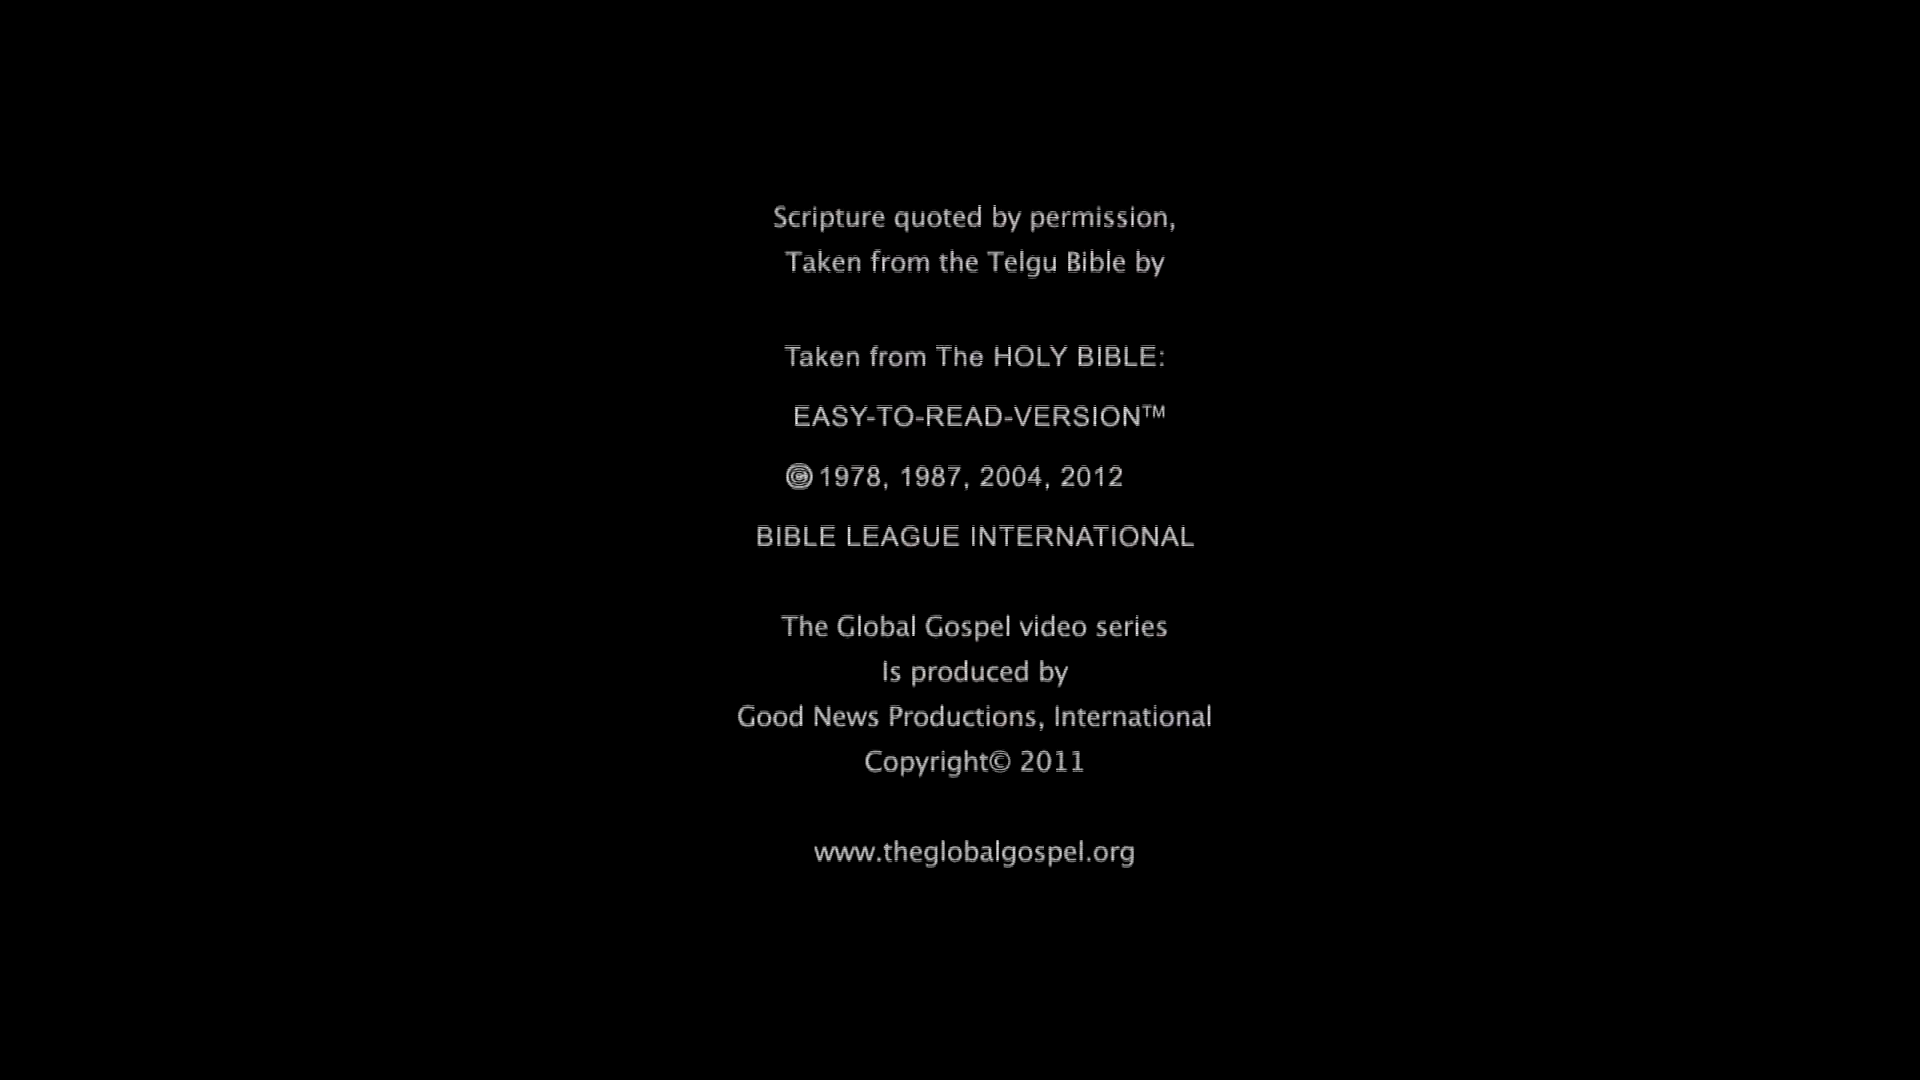 Scripture quoted by permission,
Taken from the Telgu Bible by
Taken from The HOLY BIBLE:
EASY-TO-READ-VERSION™
© 1978, 1987, 2004, 2012
BIBLE LEAGUE INTERNATIONAL
The Global Gospel video series
Is produced by
Good News Productions, International
Copyright© 2011
www.theglobalgospel.org